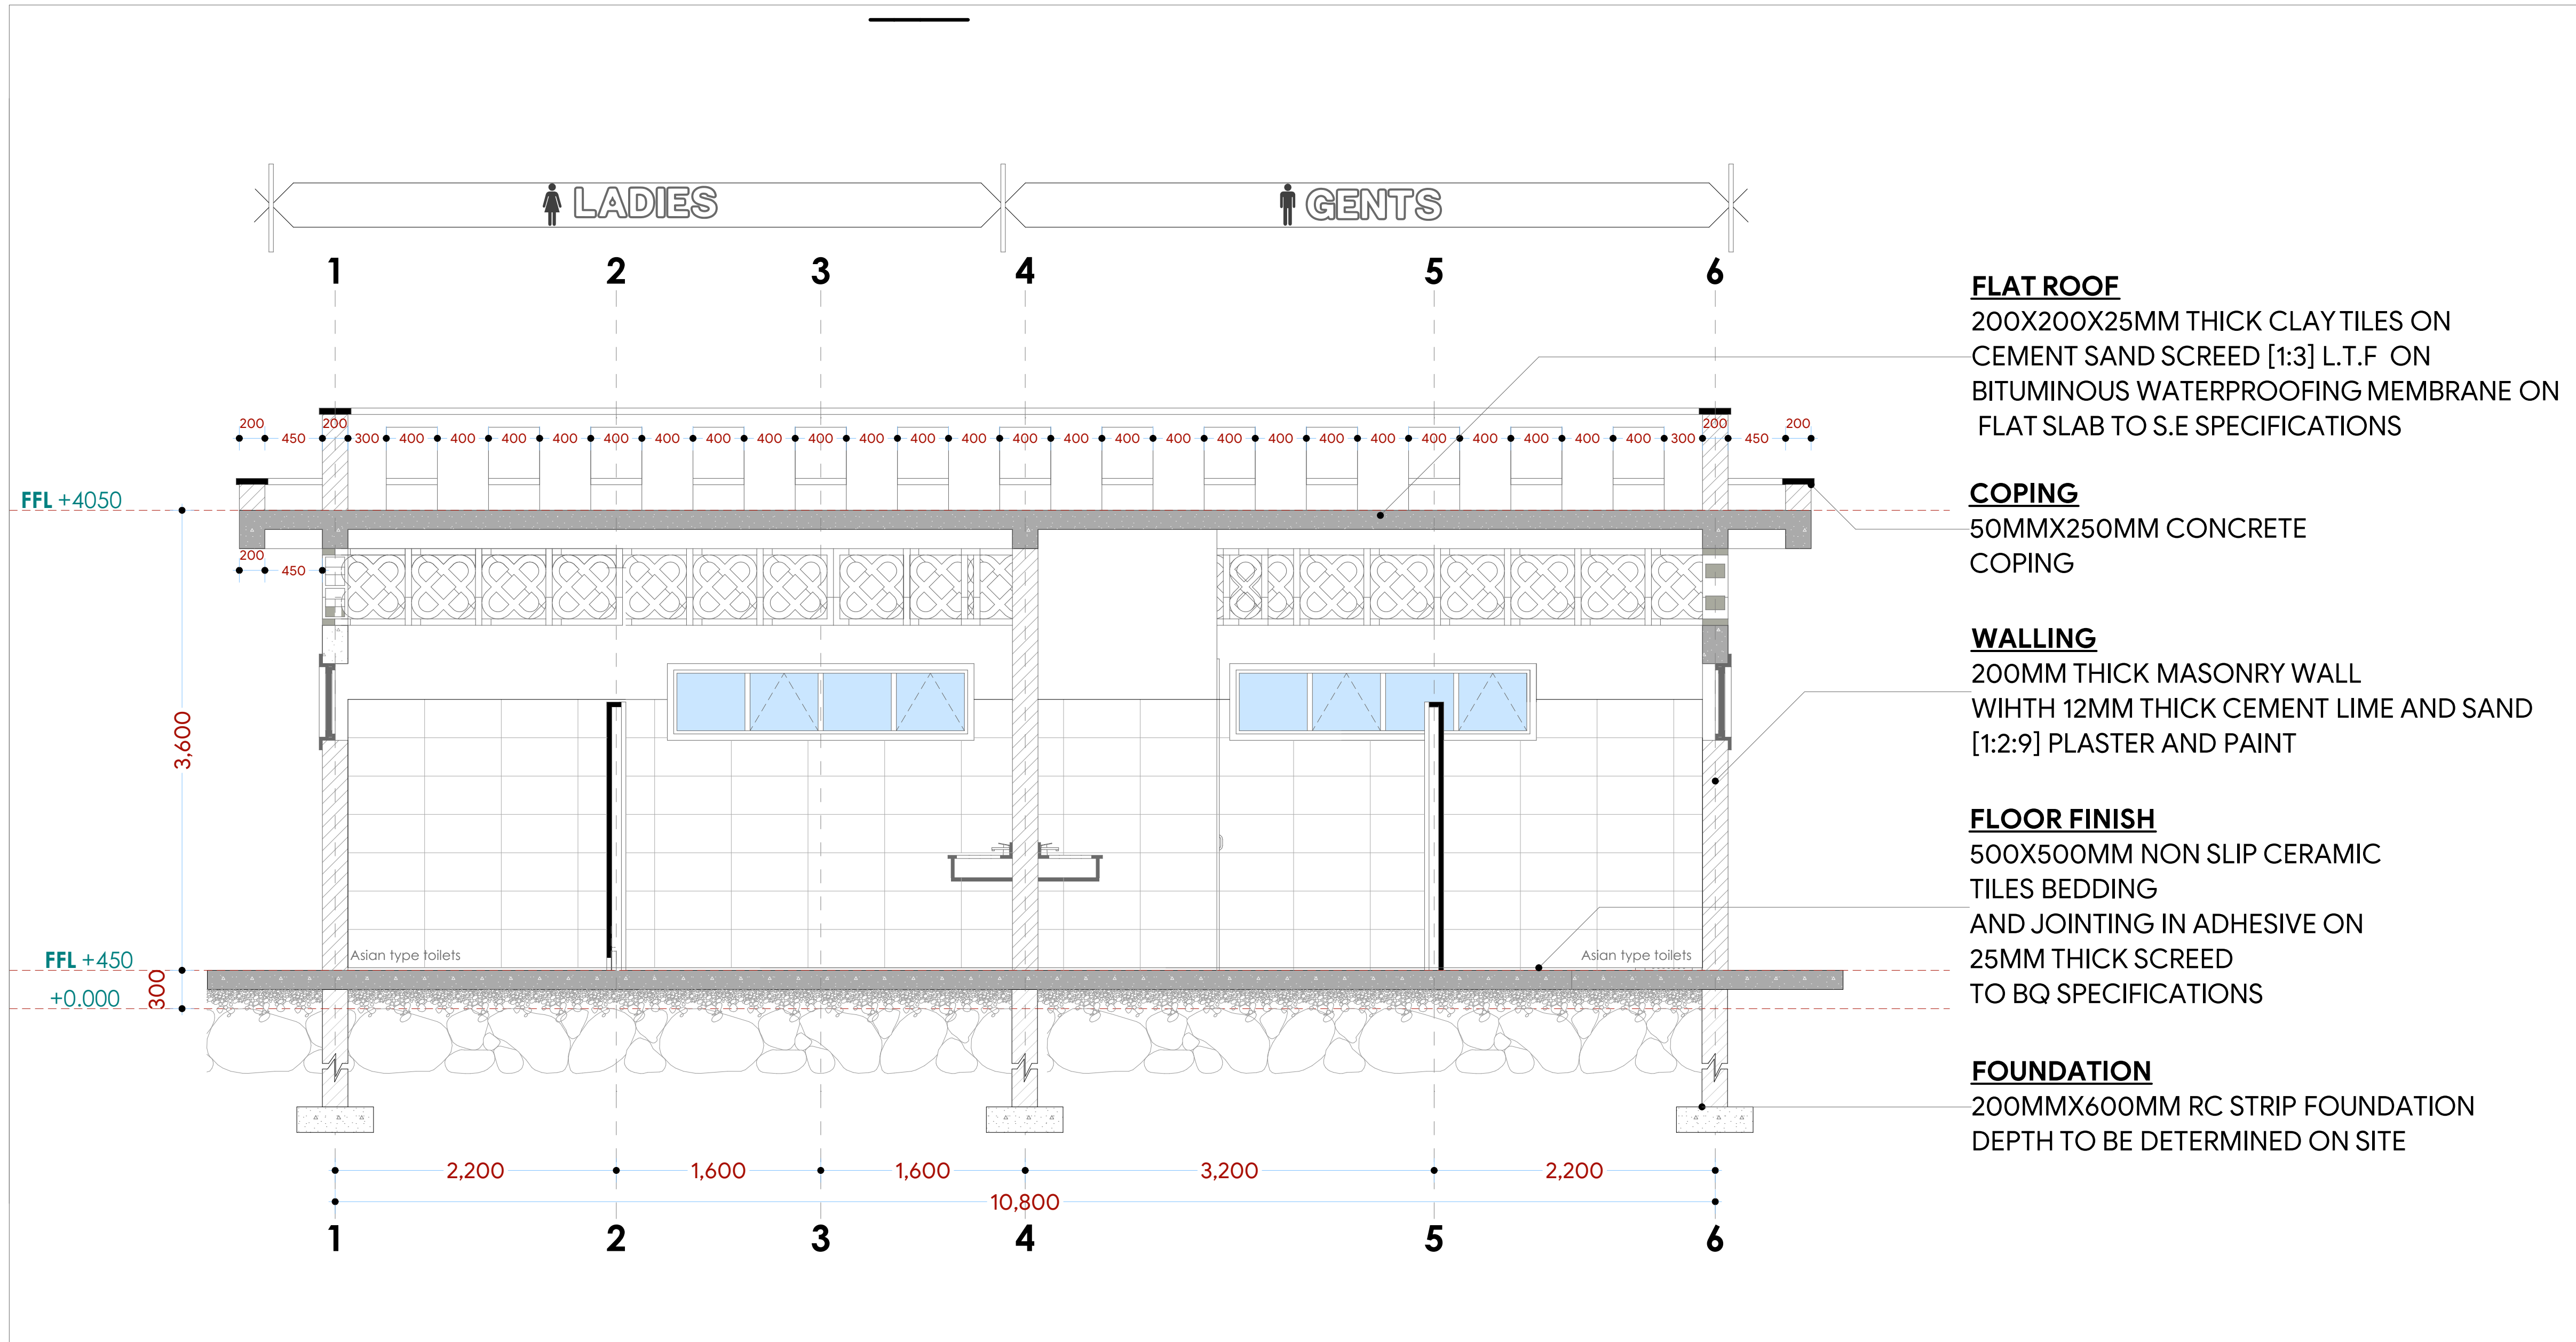 LADIES
GENTS
1 2 3 4 5 6
200 200 200 200
450 300 400 400 400 400 400 400 400 400 400 400 400 400 400 400 400 400 400 400 400 400 400 400 400 400 400 300 450
FFL +4050
200
450
3,600
FFL +450
+0.000
300
Asian type toilets
Asian type toilets
2,200 1,600 1,600 3,200 2,200
10,800
1 2 3 4 5 6
FLAT ROOF
200X200X25MM THICK CLAY TILES ON
CEMENT SAND SCREED [1:3] L.T.F ON
BITUMINOUS WATERPROOFING MEMBRANE ON
FLAT SLAB TO S.E SPECIFICATIONS
COPING
50MMX250MM CONCRETE
COPING
WALLING
200MM THICK MASONRY WALL
WIHTH 12MM THICK CEMENT LIME AND SAND
[1:2:9] PLASTER AND PAINT
FLOOR FINISH
500X500MM NON SLIP CERAMIC
TILES BEDDING
AND JOINTING IN ADHESIVE ON
25MM THICK SCREED
TO BQ SPECIFICATIONS
FOUNDATION
200MMX600MM RC STRIP FOUNDATION
DEPTH TO BE DETERMINED ON SITE